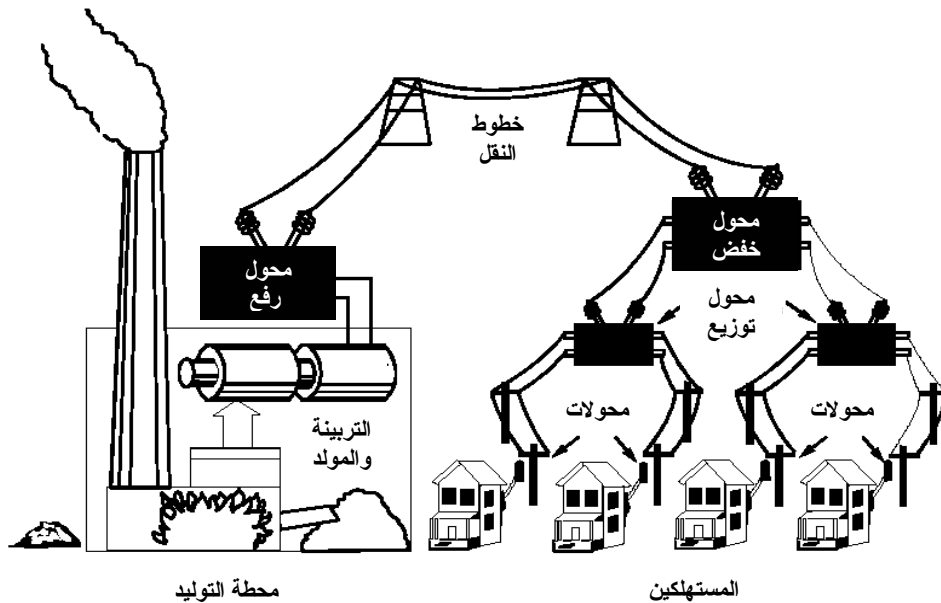 خطوط
النقل
محول
خفض
محول
رفع
محول
توزيع
التربينة
والمولد
محولات
محولات
محطة التوليد
المستهلكين